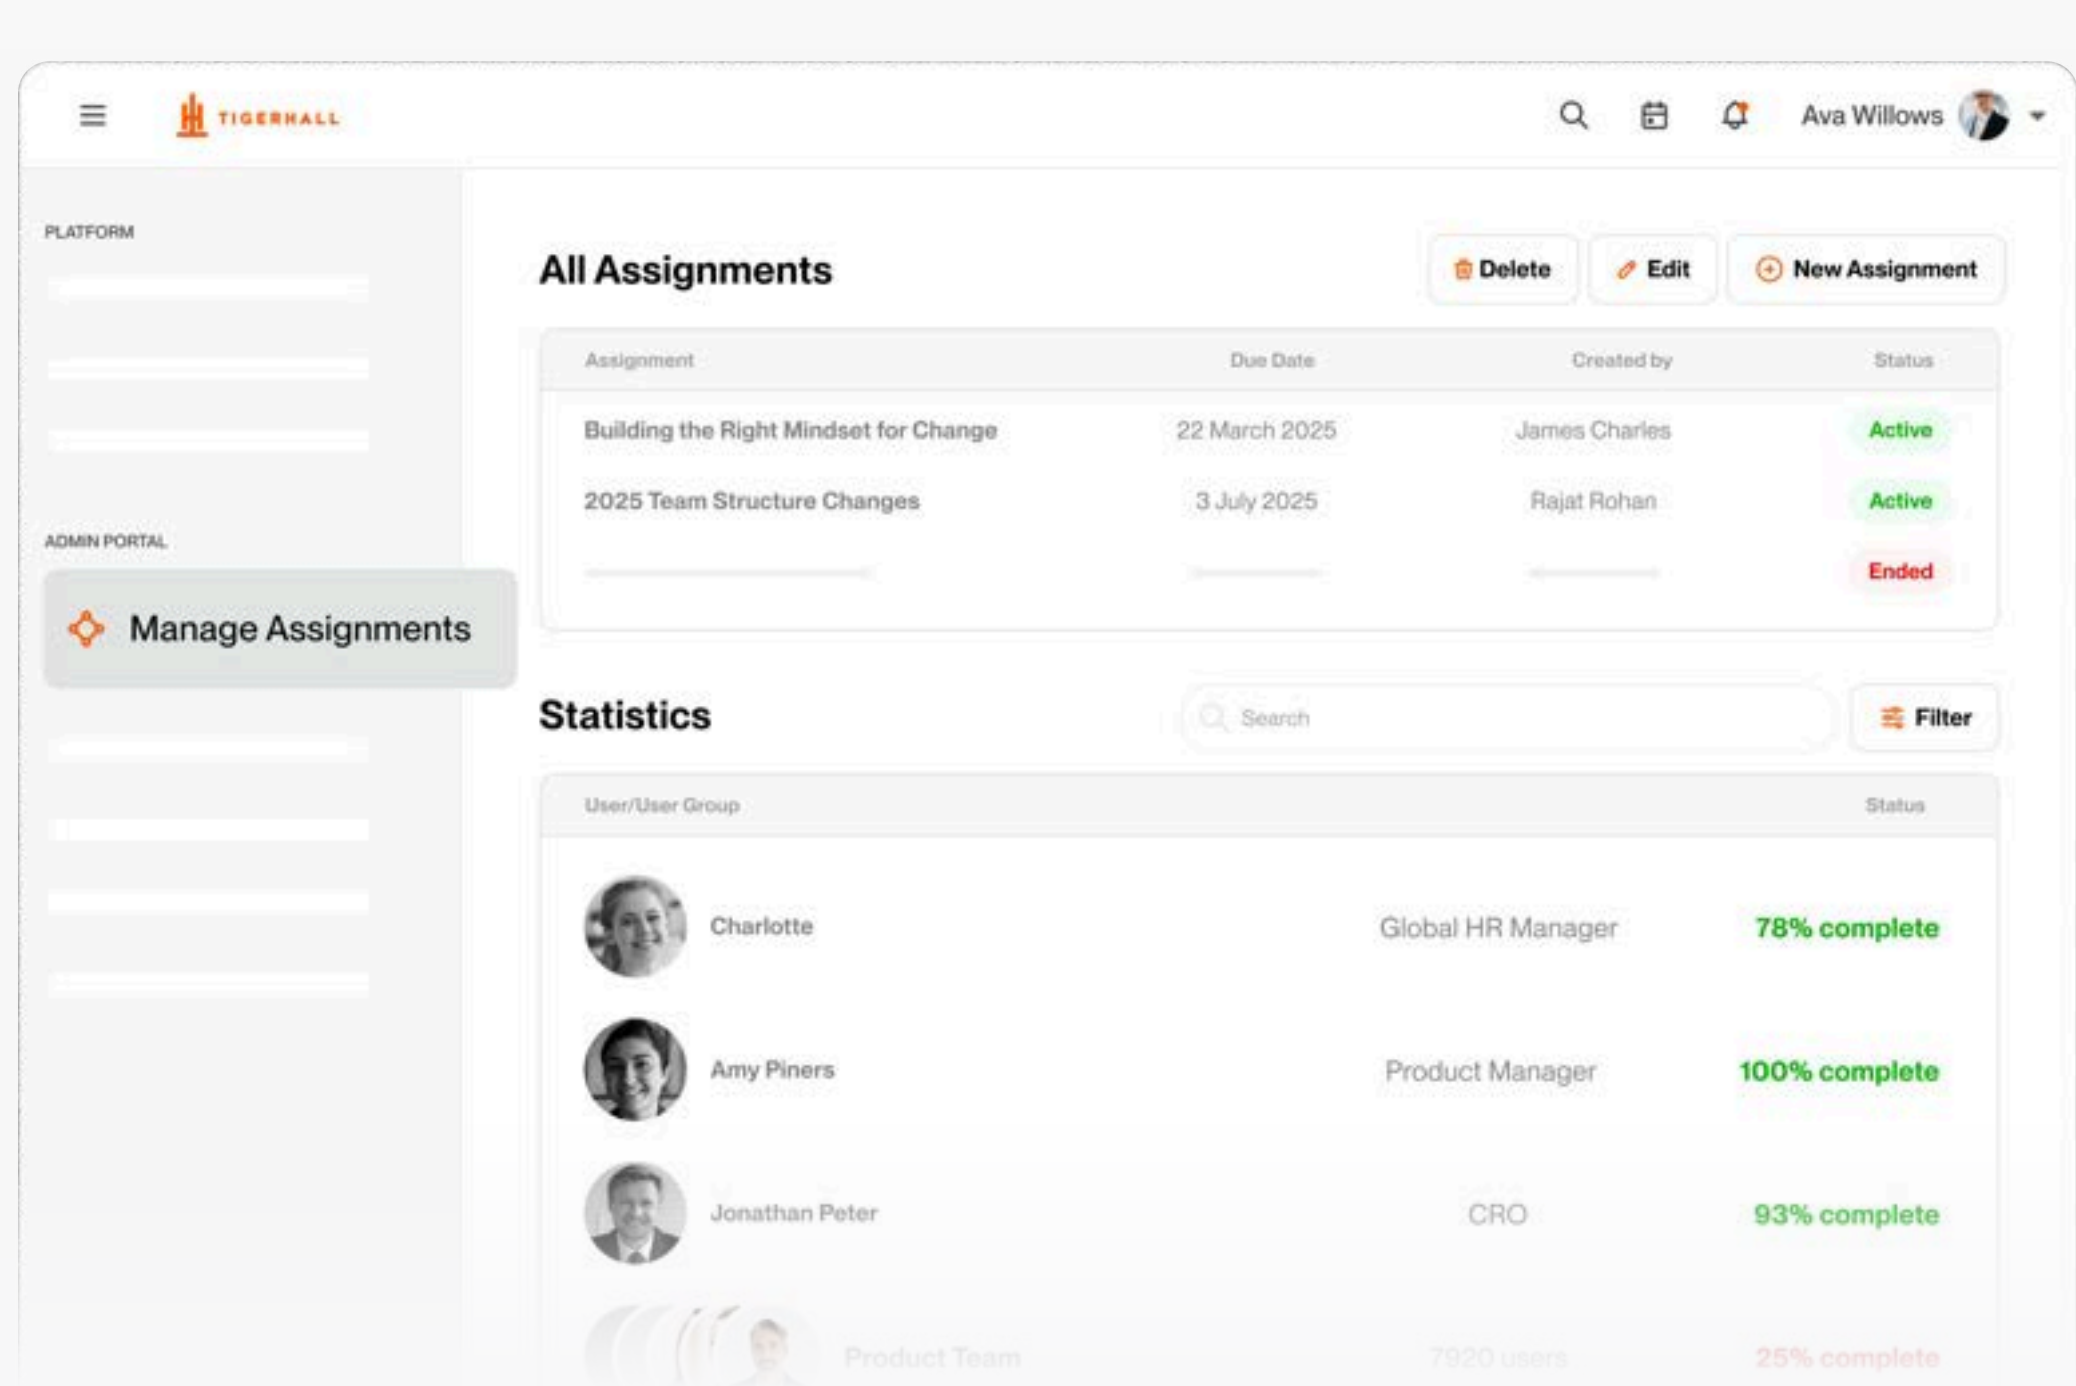 TIGERHALL
Ava Willows
PLATFORM
ADMIN PORTAL
Manage Assignments
All Assignments
Delete
Edit
New Assignment
Assignment Due Date Created by Status
Building the Right Mindset for Change 22 March 2025 James Charles Active
2025 Team Structure Changes 3 July 2025 Rajat Rohan Active
Ended
Statistics
Search
Filter
User/User Group Status
Charlotte Global HR Manager 78% complete
Amy Piners Product Manager 100% complete
Jonathan Peter CRO 93% complete
Product Team 7920 users 25% complete